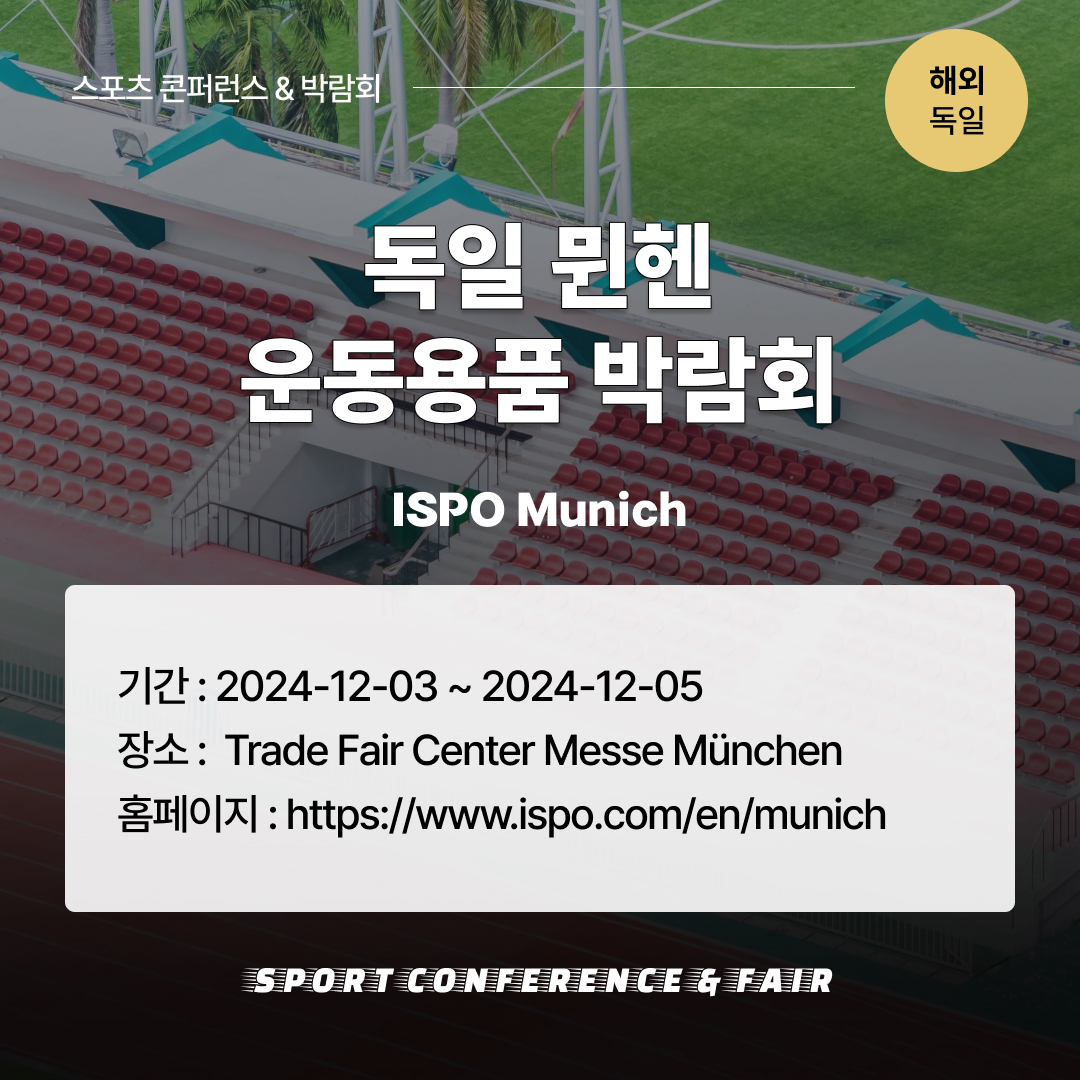 스포츠 콘퍼런스 & 박람회
해외
독일
독일 뮌헨
운동용품 박람회
ISPO Munich
기간 : 2024-12-03 ~ 2024-12-05
장소 : Trade Fair Center Messe München
홈페이지 : https://www.ispo.com/en/munich
SPORT CONFERENCE & FAIR